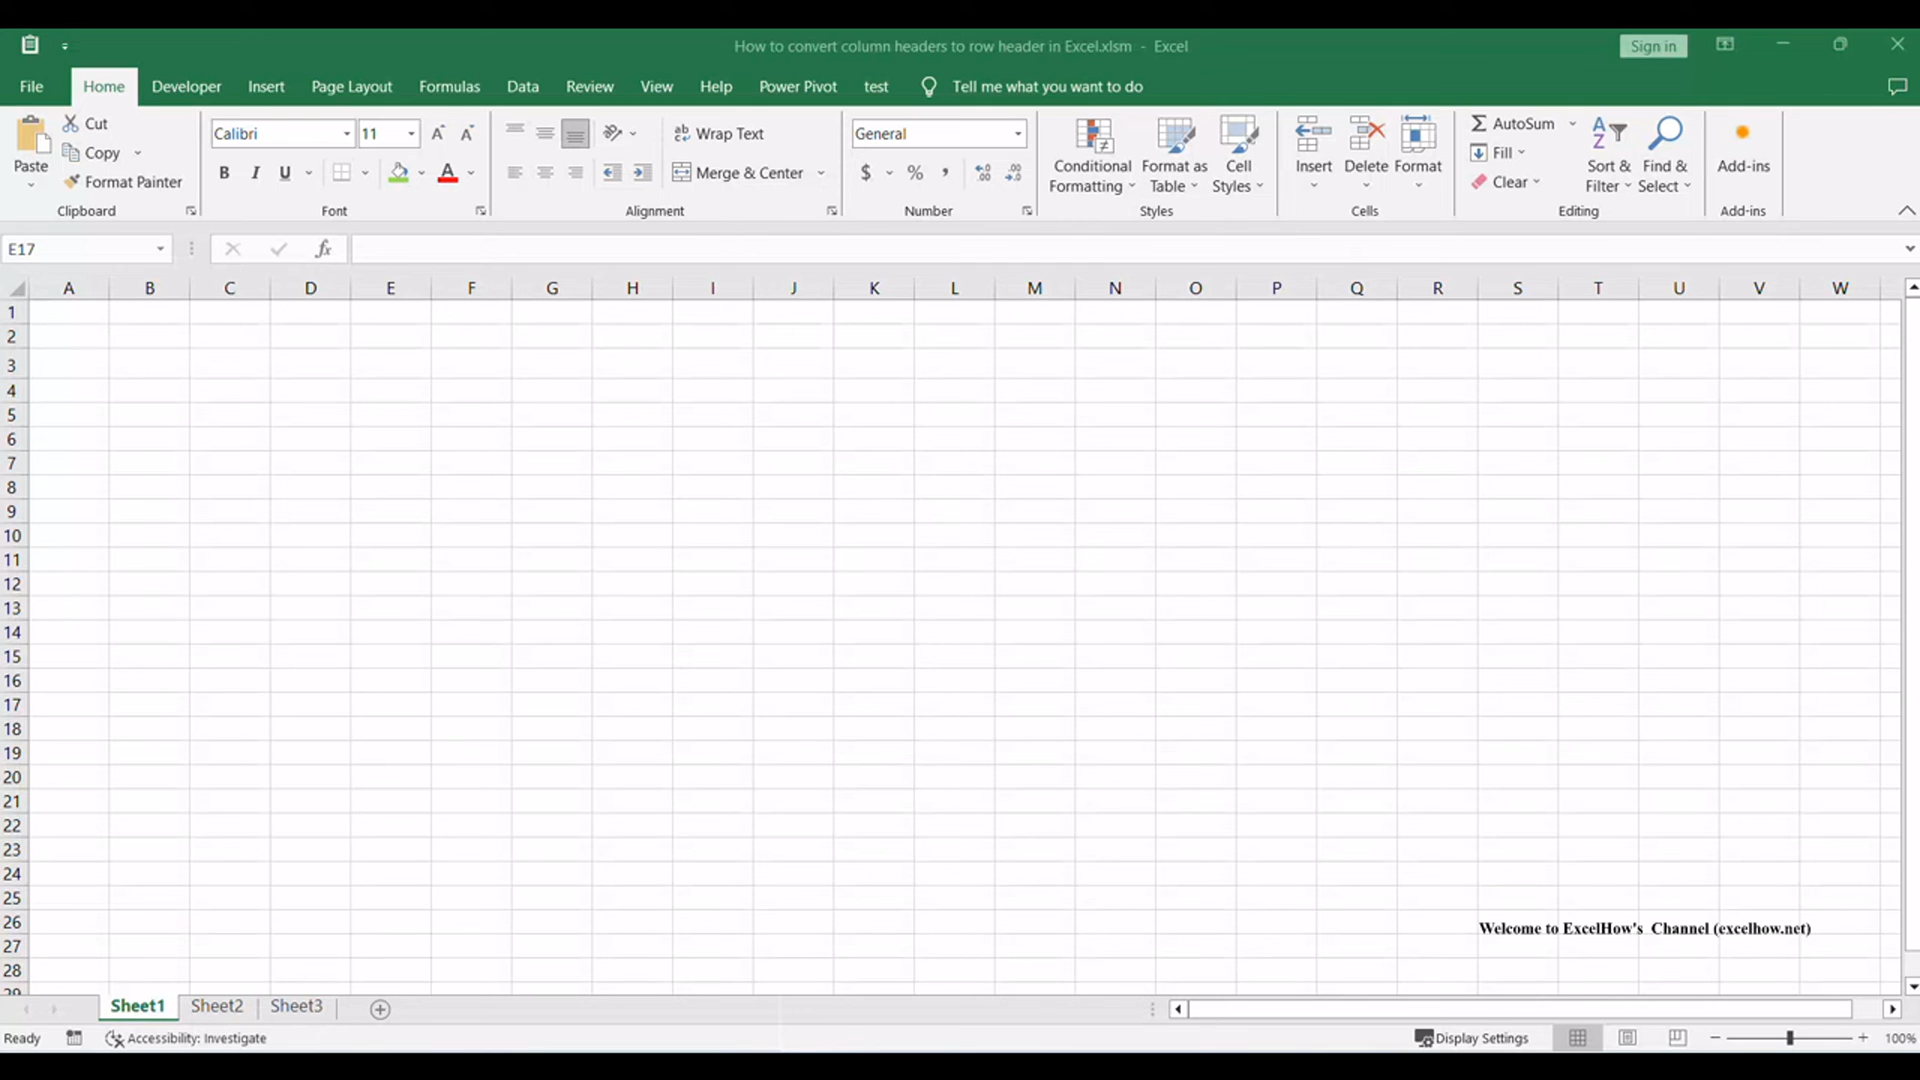 How to convert column headers to row header in Excel.xlsm - Excel
Sign in
File Home Developer Insert Page Layout Formulas Data Review View Help Power Pivot test Tell me what you want to do
Paste
Cut
Copy
Format Painter
Clipboard
Calibri 11
B I U A
Font
Wrap Text
Merge & Center
Alignment
General
$ % ,
Number
Conditional Formatting
Format as Table
Cell Styles
Styles
Insert
Delete
Format
Cells
AutoSum
Fill
Clear
Sort & Filter
Find & Select
Editing
Add-ins
Add-ins
E17 fx
A B C D E F G H I J K L M N O P Q R S T U V W
1
2
3
4
5
6
7
8
9
10
11
12
13
14
15
16
17
18
19
20
21
22
23
24
25
26
Welcome to ExcelHow's Channel (excelhow.net)
27
28
29
Sheet1 Sheet2 Sheet3
Ready Accessibility: Investigate Display Settings 100%